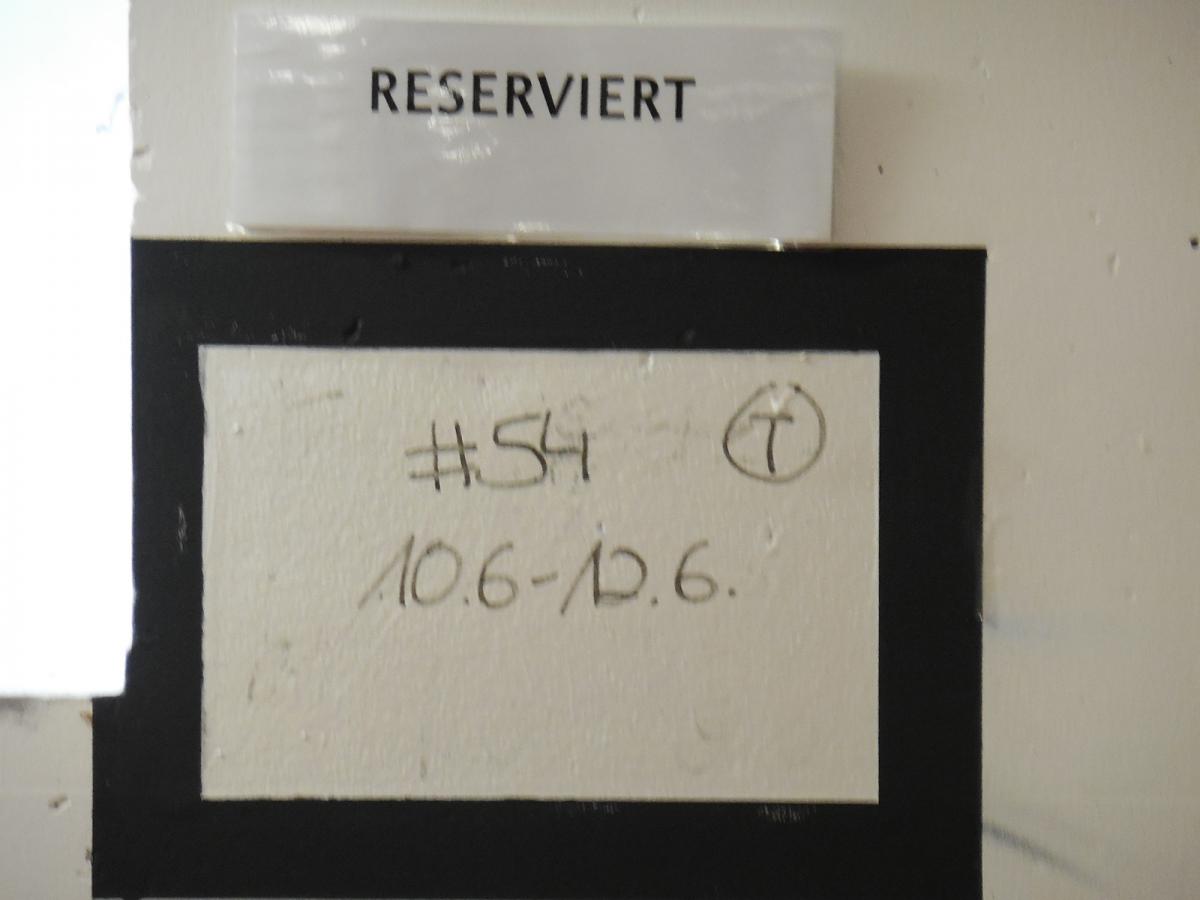 RESERVIERT
#54 T
10.6-12.6.